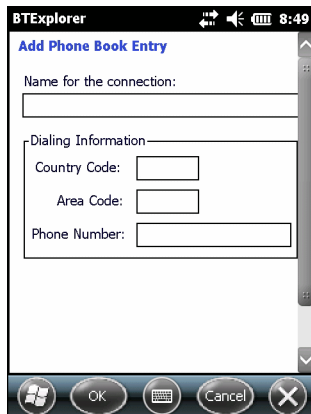 BTExplorer 8:49
Add Phone Book Entry
Name for the connection:
Dialing Information
Country Code:
Area Code:
Phone Number:
OK Cancel